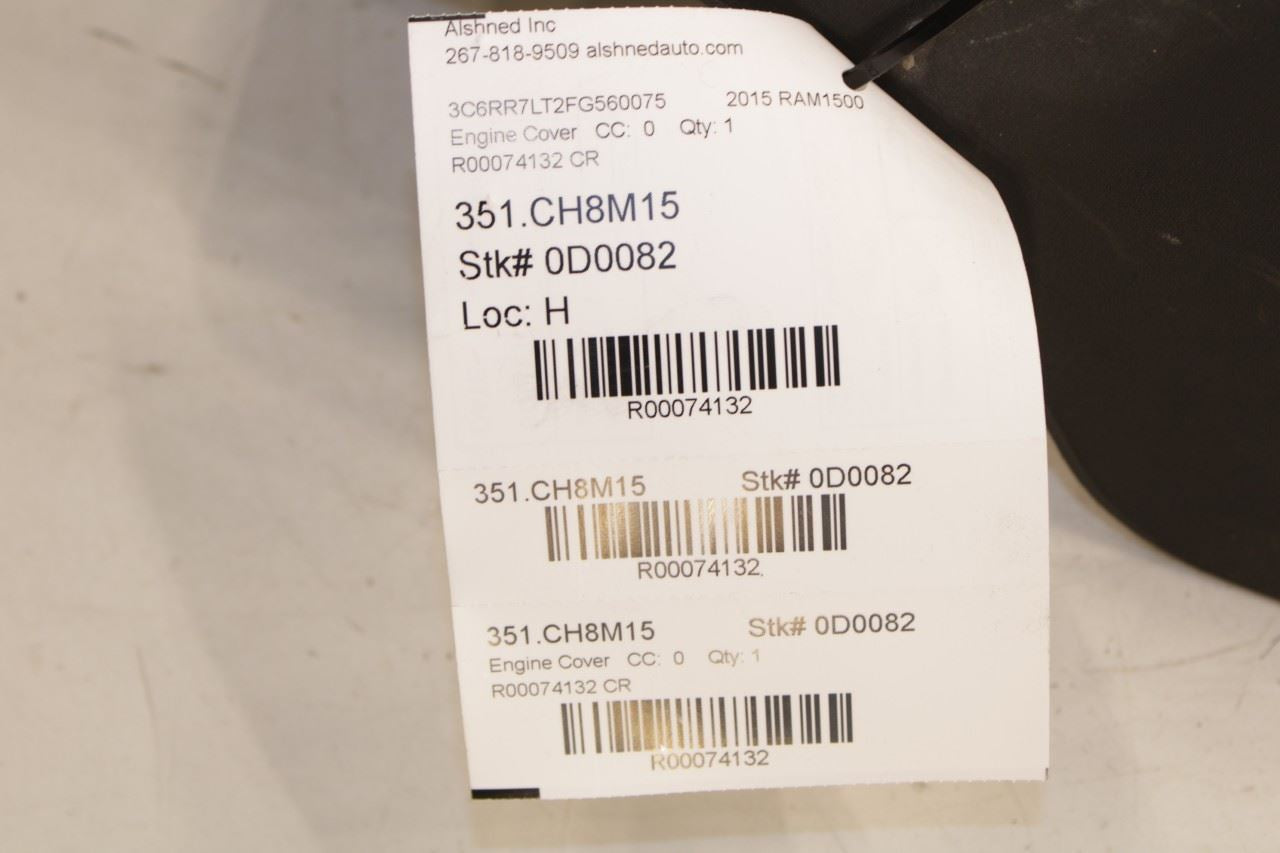 Alshned Inc
267-818-9509 alshnedauto.com
3C6RR7LT2FG560075 2015 RAM1500
Engine Cover CC: 0 Qty: 1
R00074132 CR
351.CH8M15
Stk# 0D0082
Loc: H
R00074132
351.CH8M15 Stk# 0D0082
R00074132
351.CH8M15 Stk# 0D0082
Engine Cover CC: 0 Qty: 1
R00074132 CR
R00074132